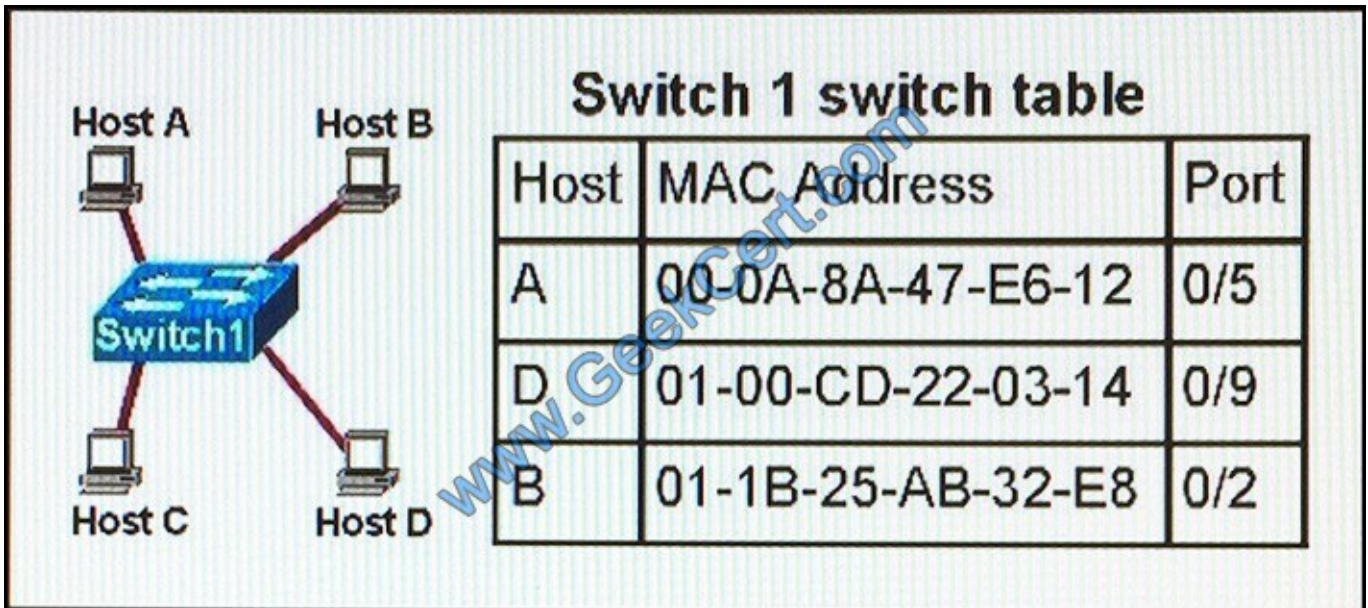 Switch 1 switch table
Host A
Host B
Host MAC Address Port
A 00-0A-8A-47-E6-12 0/5
Switch1
D 01-00-CD-22-03-14 0/9
B 01-1B-25-AB-32-E8 0/2
Host C
Host D
www.GeekCert.com